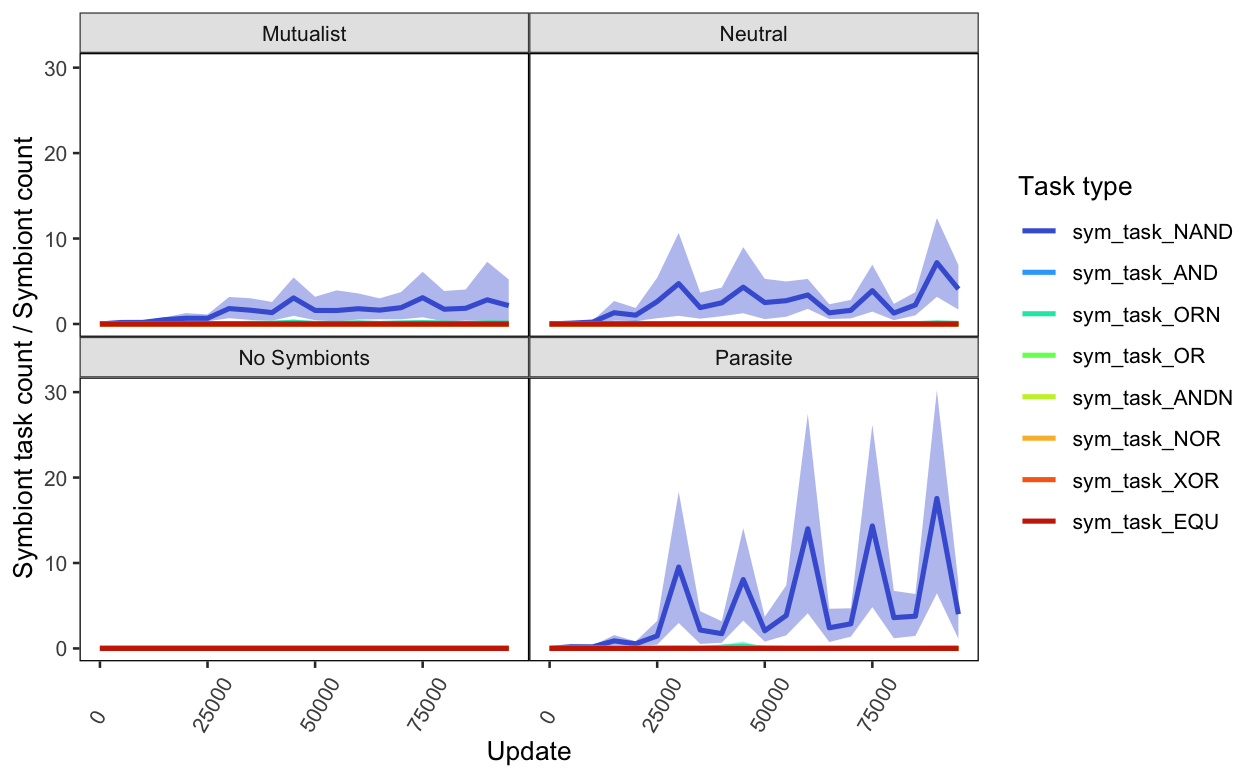 Mutualist
Neutral
30
20
10
0
No Symbionts
Parasite
30
20
10
0
0
25000
50000
75000
0
25000
50000
75000
Update
Symbiont task count / Symbiont count
Task type
sym_task_NAND
sym_task_AND
sym_task_ORN
sym_task_OR
sym_task_ANDN
sym_task_NOR
sym_task_XOR
sym_task_EQU